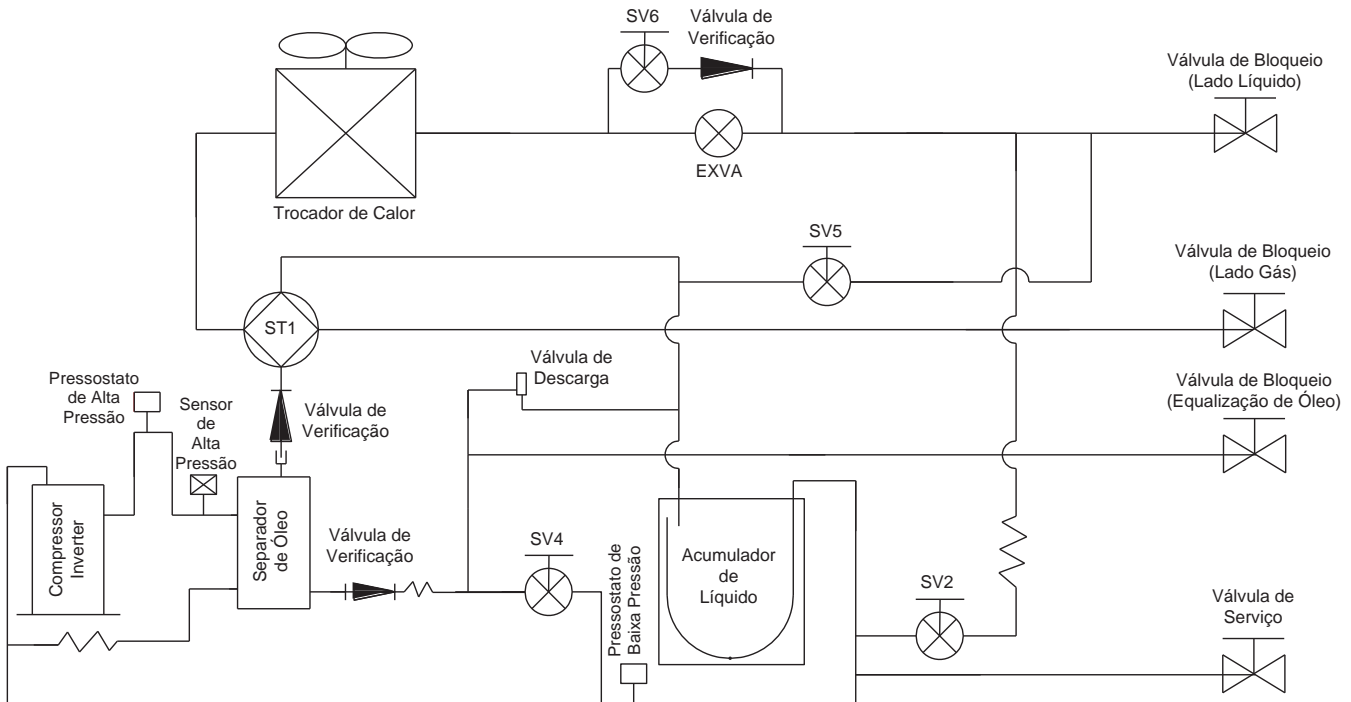 SV6
Válvula de
Verificação
Válvula de Bloqueio
(Lado Líquido)
EXVA
Trocador de Calor
SV5
Válvula de Bloqueio
(Lado Gás)
ST1
Válvula de
Descarga
Pressostato
de Alta
Pressão
Sensor
de
Alta
Pressão
Válvula de
Verificação
Válvula de Bloqueio
(Equalização de Óleo)
Compressor
Inverter
Separador
de Óleo
Válvula de
Verificação
SV4
Pressostato de
Baixa Pressão
Acumulador
de
Líquido
SV2
Válvula de
Serviço